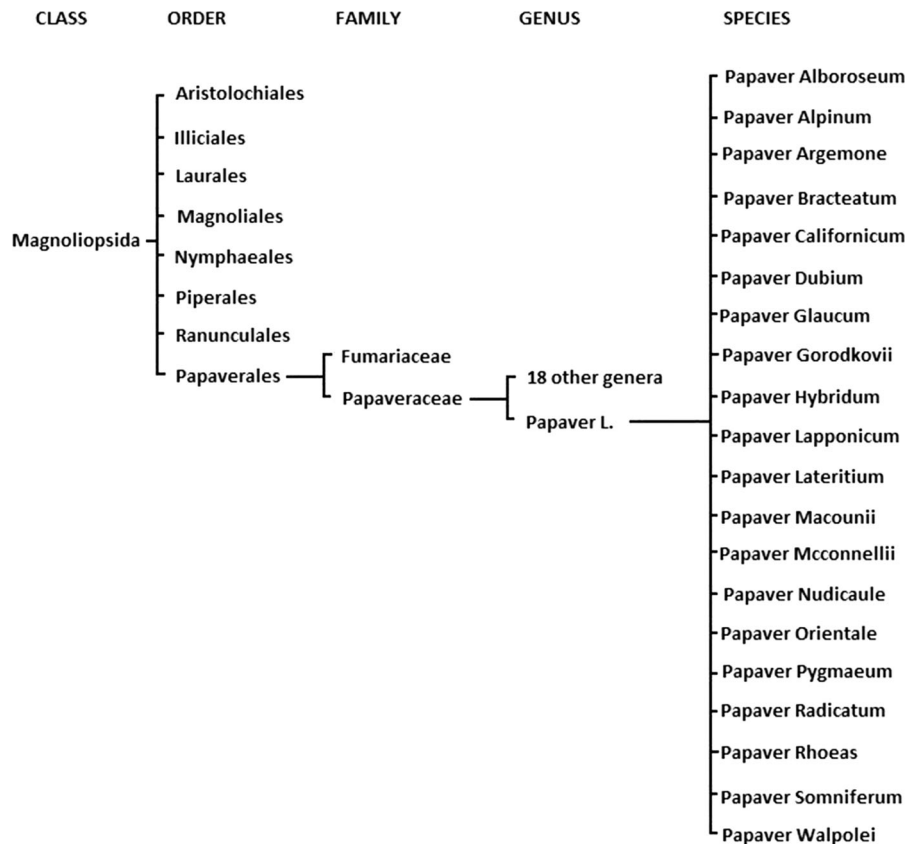 CLASS ORDER FAMILY GENUS SPECIES
Magnoliopsida
Aristolochiales
Illiciales
Laurales
Magnoliales
Nymphaeales
Piperales
Ranunculales
Papaverales
Fumariaceae
Papaveraceae
18 other genera
Papaver L.
Papaver Alboroseum
Papaver Alpinum
Papaver Argemone
Papaver Bracteatum
Papaver Californicum
Papaver Dubium
Papaver Glaucum
Papaver Gorodkovii
Papaver Hybridum
Papaver Lapponicum
Papaver Lateritium
Papaver Macounii
Papaver Mcconnellii
Papaver Nudicaule
Papaver Orientale
Papaver Pygmaeum
Papaver Radicatum
Papaver Rhoeas
Papaver Somniferum
Papaver Walpolei